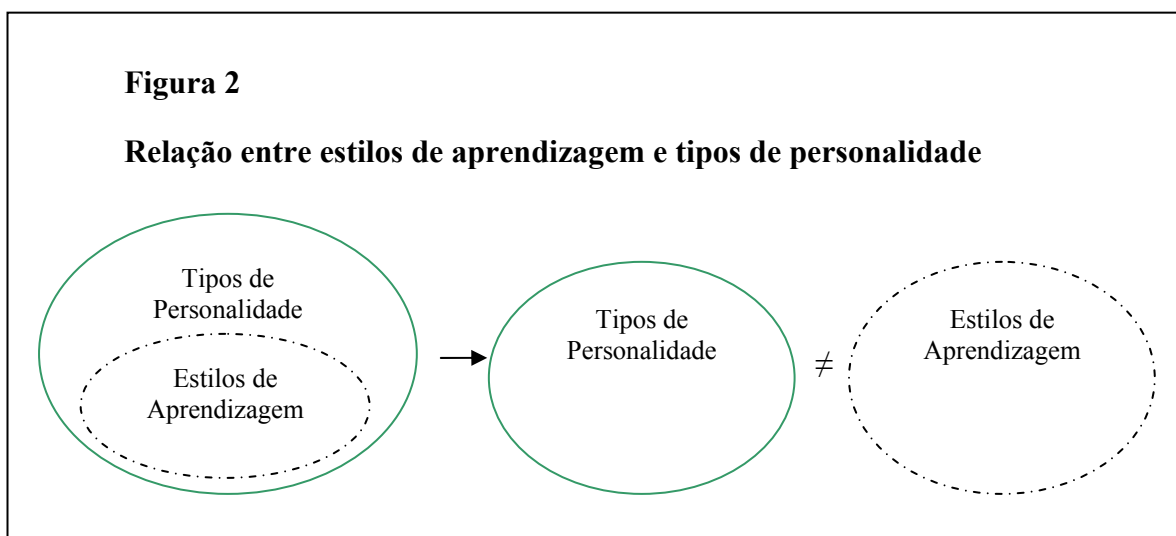 Figura 2
Relação entre estilos de aprendizagem e tipos de personalidade
Tipos de
Personalidade
Estilos de
Aprendizagem
Tipos de
Personalidade
≠
Estilos de
Aprendizagem